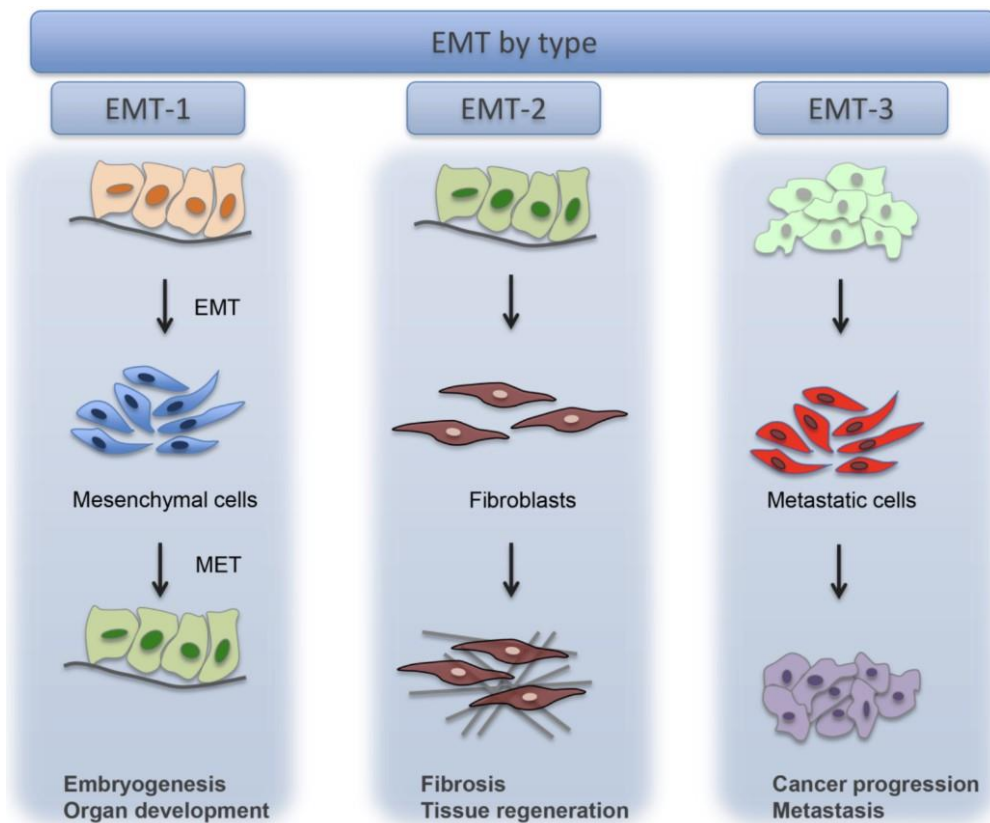 EMT by type
EMT-1
EMT-2
EMT-3
EMT
Mesenchymal cells
Fibroblasts
Metastatic cells
MET
Embryogenesis
Organ development
Fibrosis
Tissue regeneration
Cancer progression
Metastasis